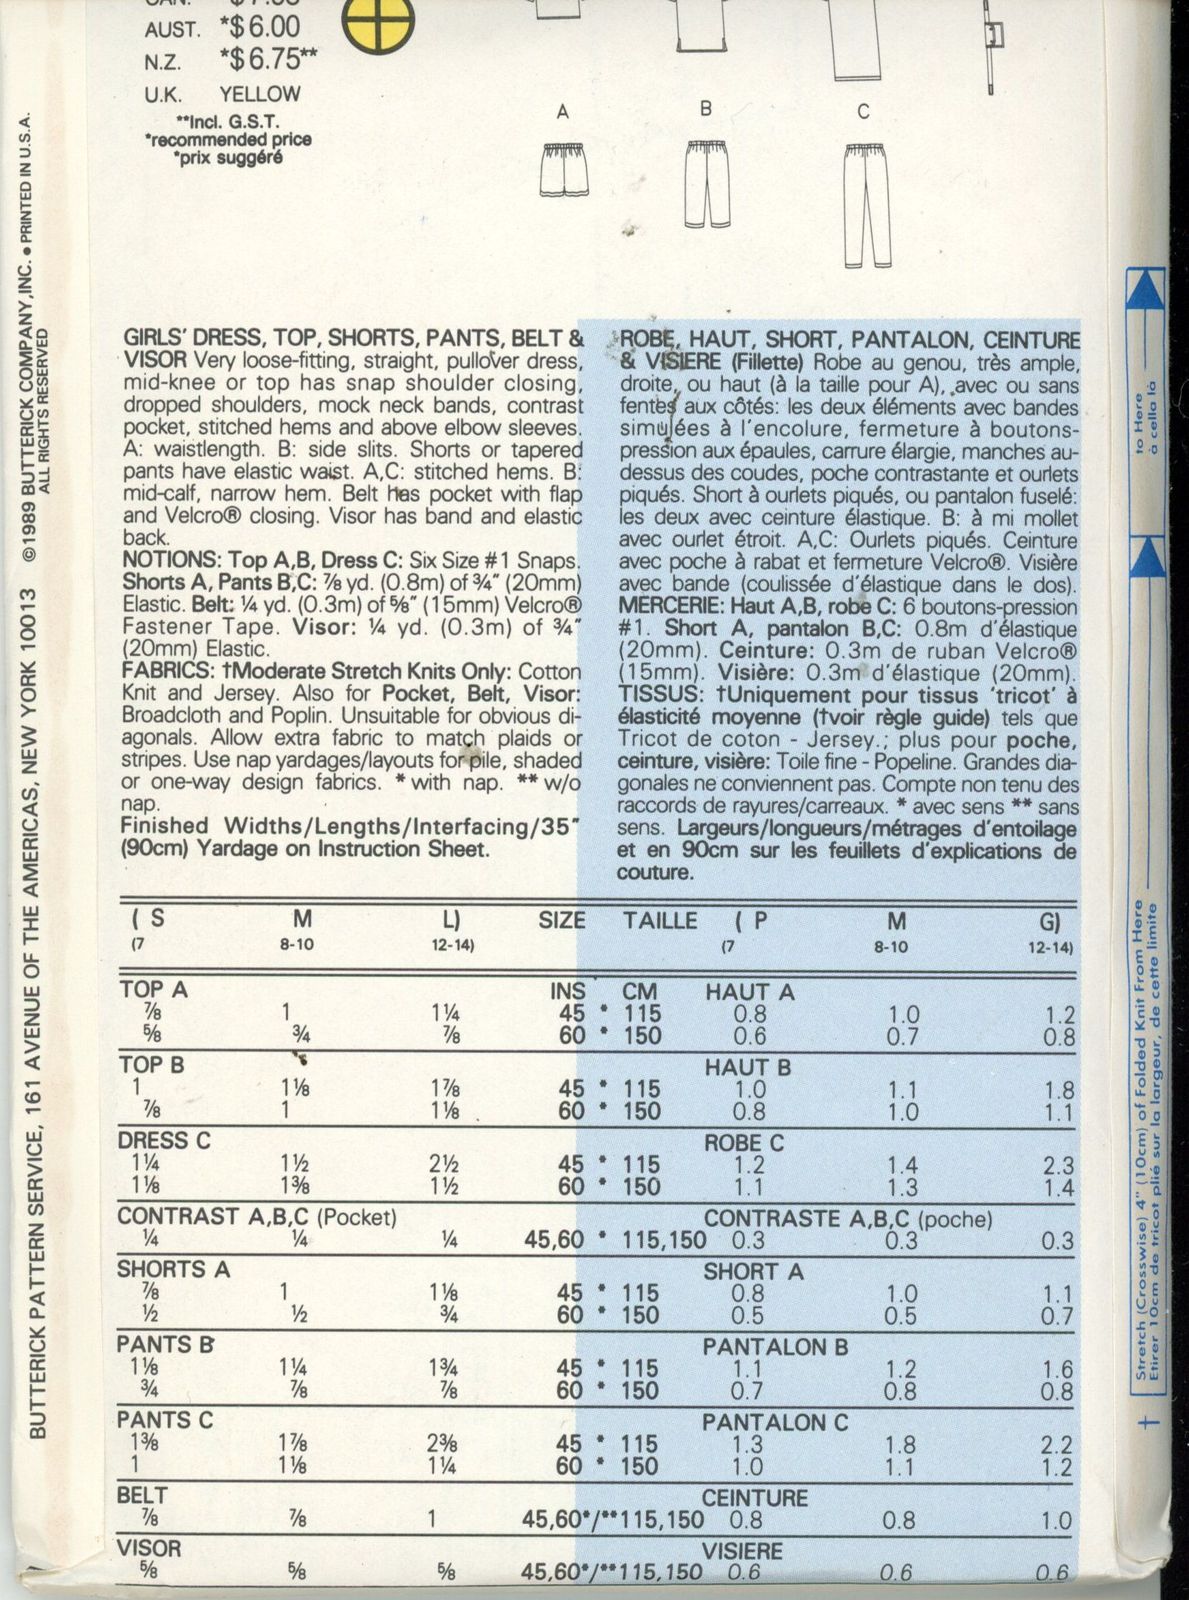 AUST. *$6.00
N.Z. *$6.75**
U.K. YELLOW
**Incl. G.S.T.
*recommended price
*prix suggéré
A B C
BUTTERICK PATTERN SERVICE, 161 AVENUE OF THE AMERICAS, NEW YORK 10013 ©1989 BUTTERICK COMPANY, INC. • PRINTED IN U.S.A.
ALL RIGHTS RESERVED
GIRLS' DRESS, TOP, SHORTS, PANTS, BELT &
VISOR Very loose-fitting, straight, pullover dress,
mid-knee or top has snap shoulder closing,
dropped shoulders, mock neck bands, contrast
pocket, stitched hems and above elbow sleeves.
A: waistlength. B: side slits. Shorts or tapered
pants have elastic waist. A,C: stitched hems. B:
mid-calf, narrow hem. Belt has pocket with flap
and Velcro® closing. Visor has band and elastic
back.
NOTIONS: Top A,B, Dress C: Six Size #1 Snaps.
Shorts A, Pants B,C: ⅞ yd. (0.8m) of ¾" (20mm)
Elastic. Belt: ¼ yd. (0.3m) of ⅝" (15mm) Velcro®
Fastener Tape. Visor: ¼ yd. (0.3m) of ¾"
(20mm) Elastic.
FABRICS: †Moderate Stretch Knits Only: Cotton
Knit and Jersey. Also for Pocket, Belt, Visor:
Broadcloth and Poplin. Unsuitable for obvious di-
agonals. Allow extra fabric to match plaids or
stripes. Use nap yardages/layouts for pile, shaded
or one-way design fabrics. * with nap. ** w/o
nap.
Finished Widths/Lengths/Interfacing/35"
(90cm) Yardage on Instruction Sheet.
ROBE, HAUT, SHORT, PANTALON, CEINTURE
& VISIERE (Fillette) Robe au genou, très ample,
droite, ou haut (à la taille pour A), avec ou sans
fentes aux côtés: les deux éléments avec bandes
simulées à l'encolure, fermeture à boutons-
pression aux épaules, carrure élargie, manches au-
dessus des coudes, poche contrastante et ourlets
piqués. Short à ourlets piqués, ou pantalon fuselé:
les deux avec ceinture élastique. B: à mi mollet
avec ourlet étroit. A,C: Ourlets piqués. Ceinture
avec poche à rabat et fermeture Velcro®. Visière
avec bande (coulissée d'élastique dans le dos).
MERCERIE: Haut A,B, robe C: 6 boutons-pression
#1. Short A, pantalon B,C: 0.8m d'élastique
(20mm). Ceinture: 0.3m de ruban Velcro®
(15mm). Visière: 0.3m d'élastique (20mm).
TISSUS: †Uniquement pour tissus 'tricot' à
élasticité moyenne (†voir règle guide) tels que
Tricot de coton - Jersey.; plus pour poche,
ceinture, visière: Toile fine - Popeline. Grandes dia-
gonales ne conviennent pas. Compte non tenu des
raccords de rayures/carreaux. * avec sens ** sans
sens. Largeurs/longueurs/métrages d'entoilage
et en 90cm sur les feuillets d'explications de
couture.
( S M L) SIZE TAILLE ( P M G)
(7 8-10 12-14) (7 8-10 12-14)
TOP A INS CM HAUT A
⅞ 1 1¼ 45 * 115 0.8 1.0 1.2
⅝ ¾ ⅞ 60 * 150 0.6 0.7 0.8
TOP B HAUT B
1 1⅛ 1⅞ 45 * 115 1.0 1.1 1.8
⅞ 1 1⅛ 60 * 150 0.8 1.0 1.1
DRESS C ROBE C
1¼ 1½ 2½ 45 * 115 1.2 1.4 2.3
1⅛ 1⅜ 1½ 60 * 150 1.1 1.3 1.4
CONTRAST A,B,C (Pocket) CONTRASTE A,B,C (poche)
¼ ¼ ¼ 45,60 * 115,150 0.3 0.3 0.3
SHORTS A SHORT A
⅞ 1 1⅛ 45 * 115 0.8 1.0 1.1
½ ½ ¾ 60 * 150 0.5 0.5 0.7
PANTS B PANTALON B
1⅛ 1¼ 1¾ 45 * 115 1.1 1.2 1.6
¾ ⅞ ⅞ 60 * 150 0.7 0.8 0.8
PANTS C PANTALON C
1⅜ 1⅞ 2⅜ 45 * 115 1.3 1.8 2.2
1 1⅛ 1¼ 60 * 150 1.0 1.1 1.2
BELT CEINTURE
⅞ ⅞ 1 45,60*/**115,150 0.8 0.8 1.0
VISOR VISIERE
⅝ ⅝ ⅝ 45,60*/**115,150 0.6 0.6 0.6
† Stretch (Crosswise) 4" (10cm) of Folded Knit From Here
Etirer 10cm de tricot plié sur la largeur, de cette limite
to Here
à cella là